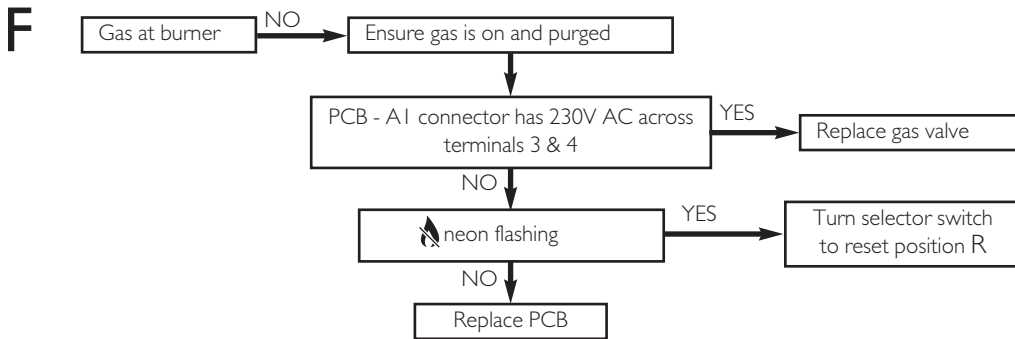 F
Gas at burner
NO
Ensure gas is on and purged
PCB - A1 connector has 230V AC across
terminals 3 & 4
YES
Replace gas valve
NO
neon flashing
YES
Turn selector switch
to reset position R
NO
Replace PCB